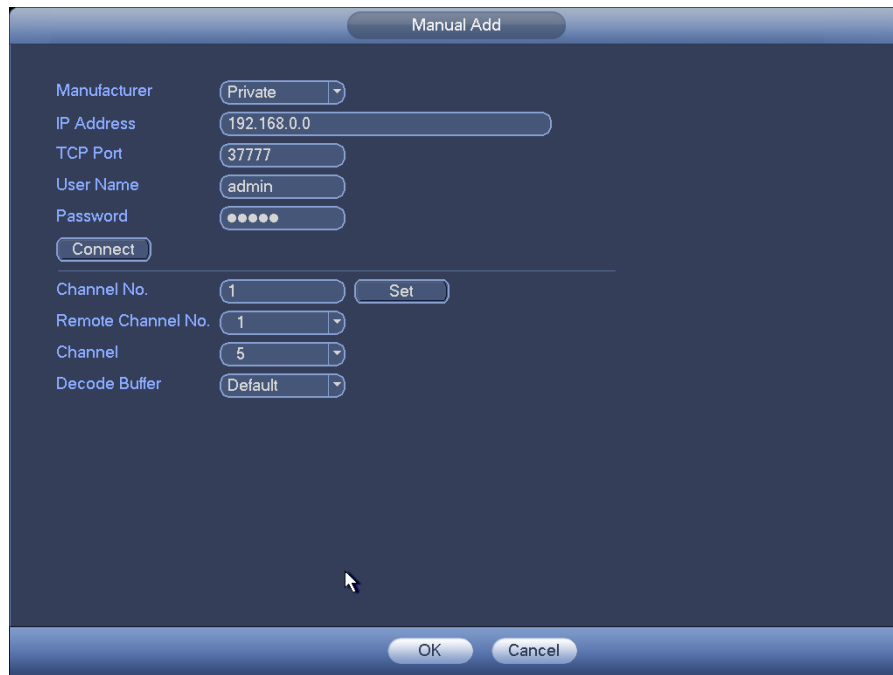 Manual Add
Manufacturer Private
IP Address 192.168.0.0
TCP Port 37777
User Name admin
Password ●●●●●
Connect
Channel No. 1 Set
Remote Channel No. 1
Channel 5
Decode Buffer Default
OK Cancel